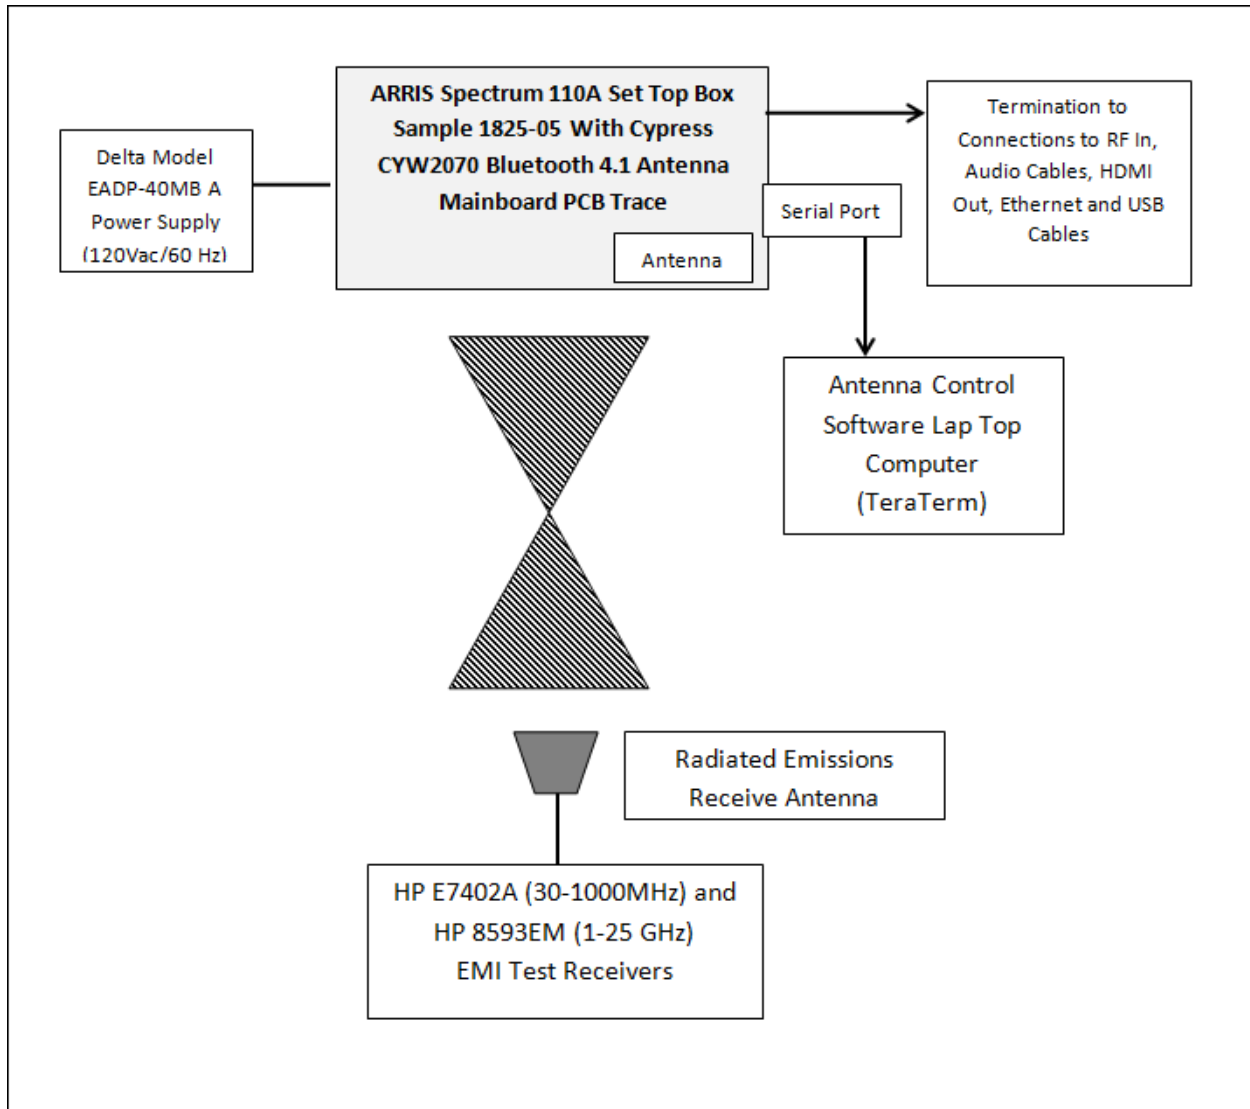 ARRIS Spectrum 110A Set Top Box
Sample 1825-05 With Cypress
CYW2070 Bluetooth 4.1 Antenna
Mainboard PCB Trace
Antenna
Delta Model
EADP-40MB A
Power Supply
(120Vac/60 Hz)
Serial Port
Termination to
Connections to RF In,
Audio Cables, HDMI
Out, Ethernet and USB
Cables
Antenna Control
Software Lap Top
Computer
(TeraTerm)
Radiated Emissions
Receive Antenna
HP E7402A (30-1000MHz) and
HP 8593EM (1-25 GHz)
EMI Test Receivers